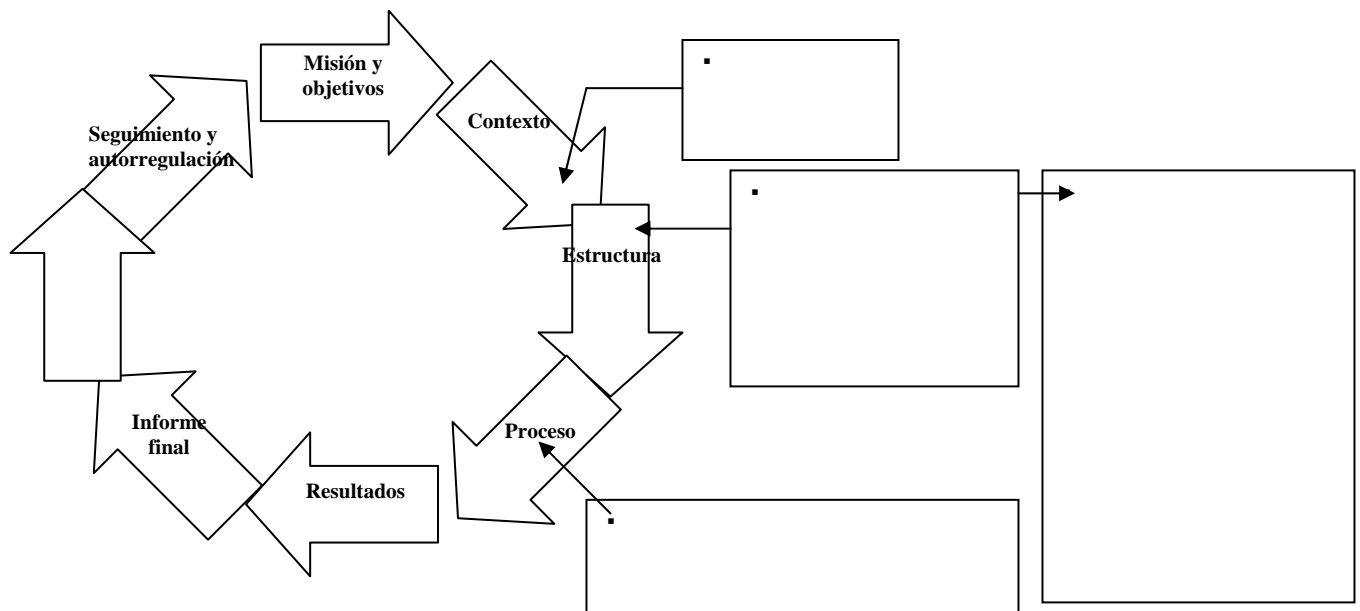 Misión y
objetivos
Contexto
Seguimiento y
autorregulación
Estructura
Proceso
Informe
final
Resultados